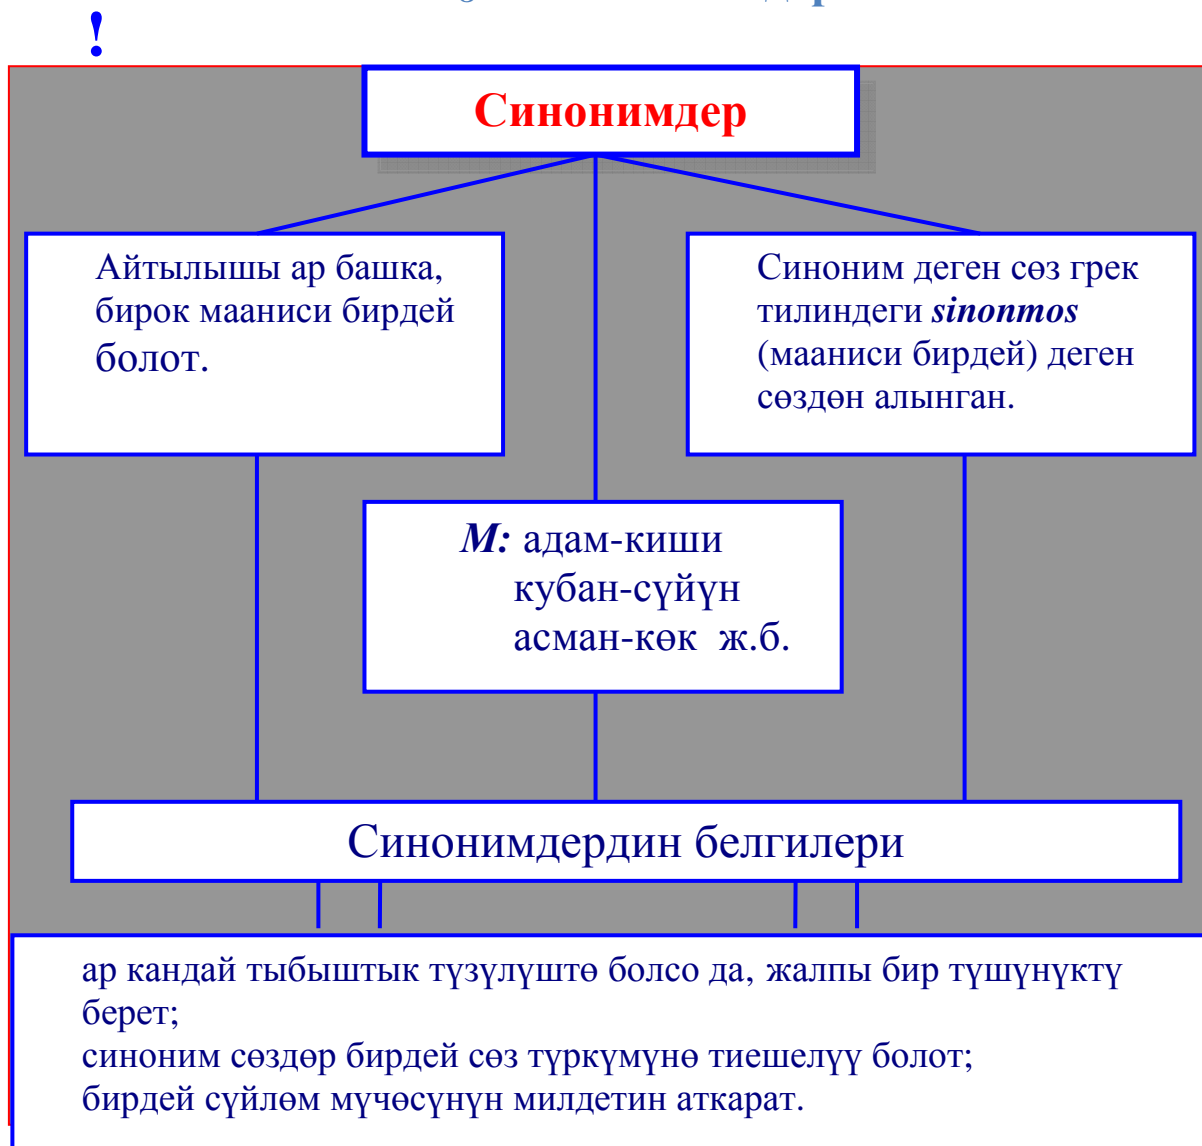 !
Синонимдер
Айтылышы ар башка,
бирок мааниси бирдей
болот.
Синоним деген сөз грек
тилиндеги sinonmos
(мааниси бирдей) деген
сөздөн алынган.
М: адам-киши
кубан-сүйүн
асман-көк ж.б.
Синонимдердин белгилери
ар кандай тыбыштык түзүлүштө болсо да, жалпы бир түшүнүктү
берет;
синоним сөздөр бирдей сөз түркүмүнө тиешелүү болот;
бирдей сүйлөм мүчөсүнүн милдетин аткарат.